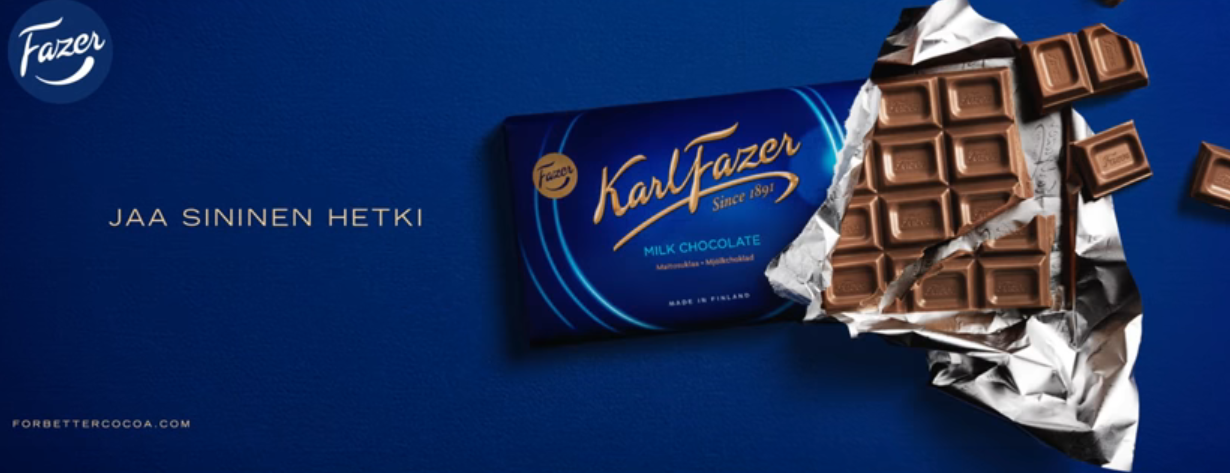 Fazer
JAA SININEN HETKI
FORBETTERCOCOA.COM
Fazer
Karl Fazer
Since 1891
MILK CHOCOLATE
Maitosuklaa • Mjölkchoklad
MADE IN FINLAND